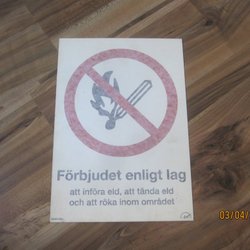 Förbjudet enligt lag
att införa eld, att tända eld
och att röka inom området
03/04/